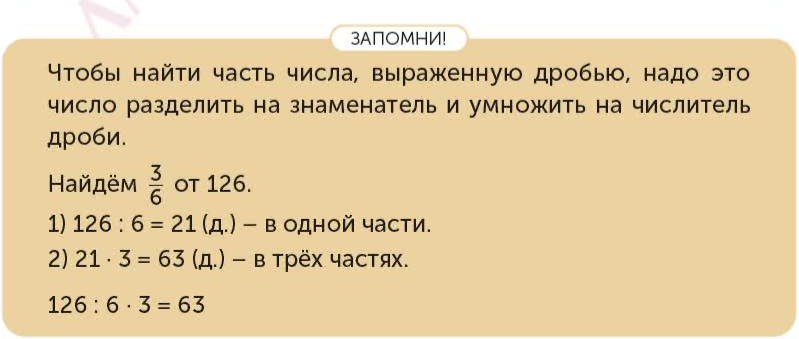 ЗАПОМНИ!
Чтобы найти часть числа, выраженную дробью, надо это
число разделить на знаменатель и умножить на числитель
дроби.
Найдём 3/6 от 126.
1) 126 : 6 = 21 (д.) – в одной части.
2) 21 · 3 = 63 (д.) – в трёх частях.
126 : 6 · 3 = 63